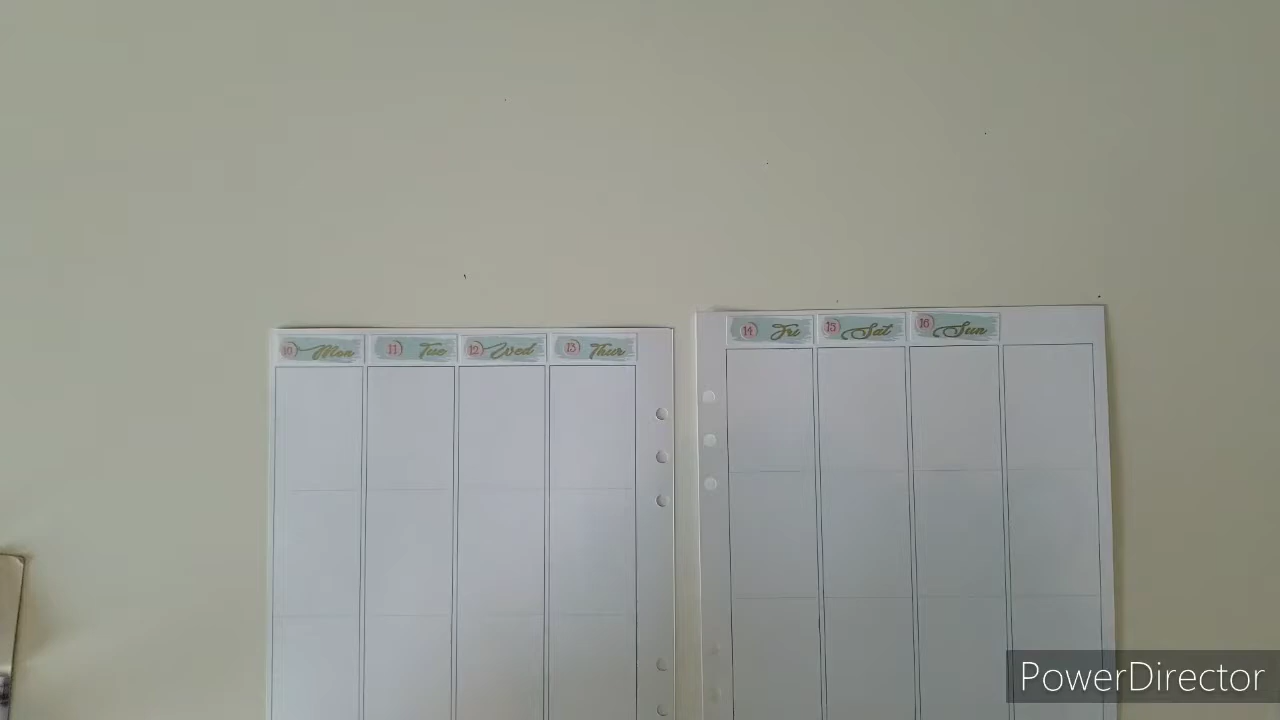 10 Mon
11 Tue
12 Wed
13 Thur
14 Fri
15 Sat
16 Sun
PowerDirector